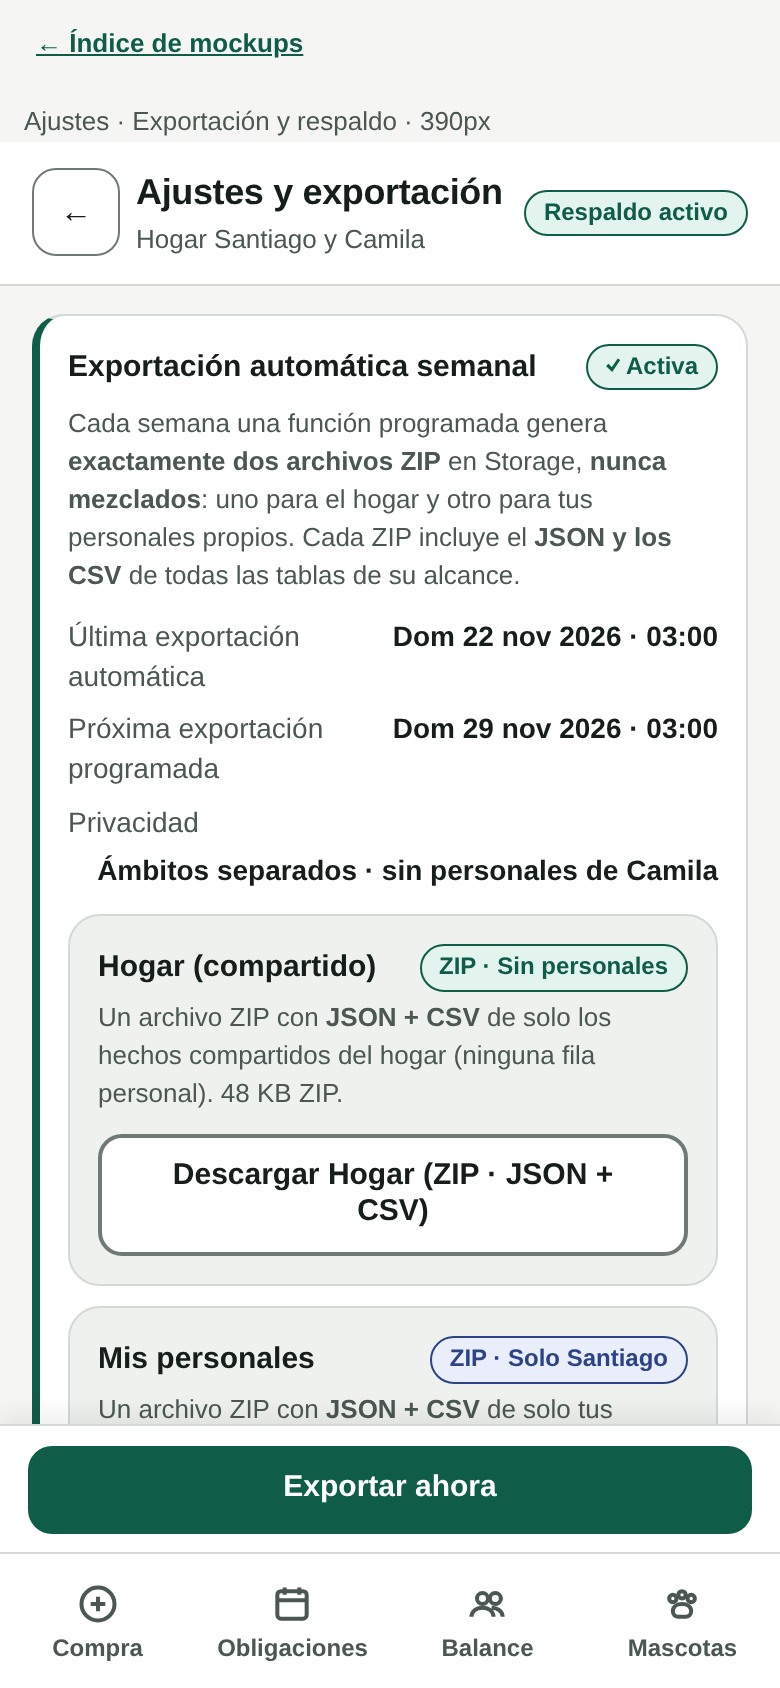 ← Índice de mockups
Ajustes · Exportación y respaldo · 390px
←
Ajustes y exportación
Hogar Santiago y Camila
Respaldo activo
Exportación automática semanal
✓ Activa
Cada semana una función programada genera
exactamente dos archivos ZIP en Storage, nunca
mezclados: uno para el hogar y otro para tus
personales propios. Cada ZIP incluye el JSON y los
CSV de todas las tablas de su alcance.
Última exportación
automática
Dom 22 nov 2026 · 03:00
Próxima exportación
programada
Dom 29 nov 2026 · 03:00
Privacidad
Ámbitos separados · sin personales de Camila
Hogar (compartido)
ZIP · Sin personales
Un archivo ZIP con JSON + CSV de solo los
hechos compartidos del hogar (ninguna fila
personal). 48 KB ZIP.
Descargar Hogar (ZIP · JSON +
CSV)
Mis personales
ZIP · Solo Santiago
Un archivo ZIP con JSON + CSV de solo tus
Exportar ahora
Compra
Obligaciones
Balance
Mascotas